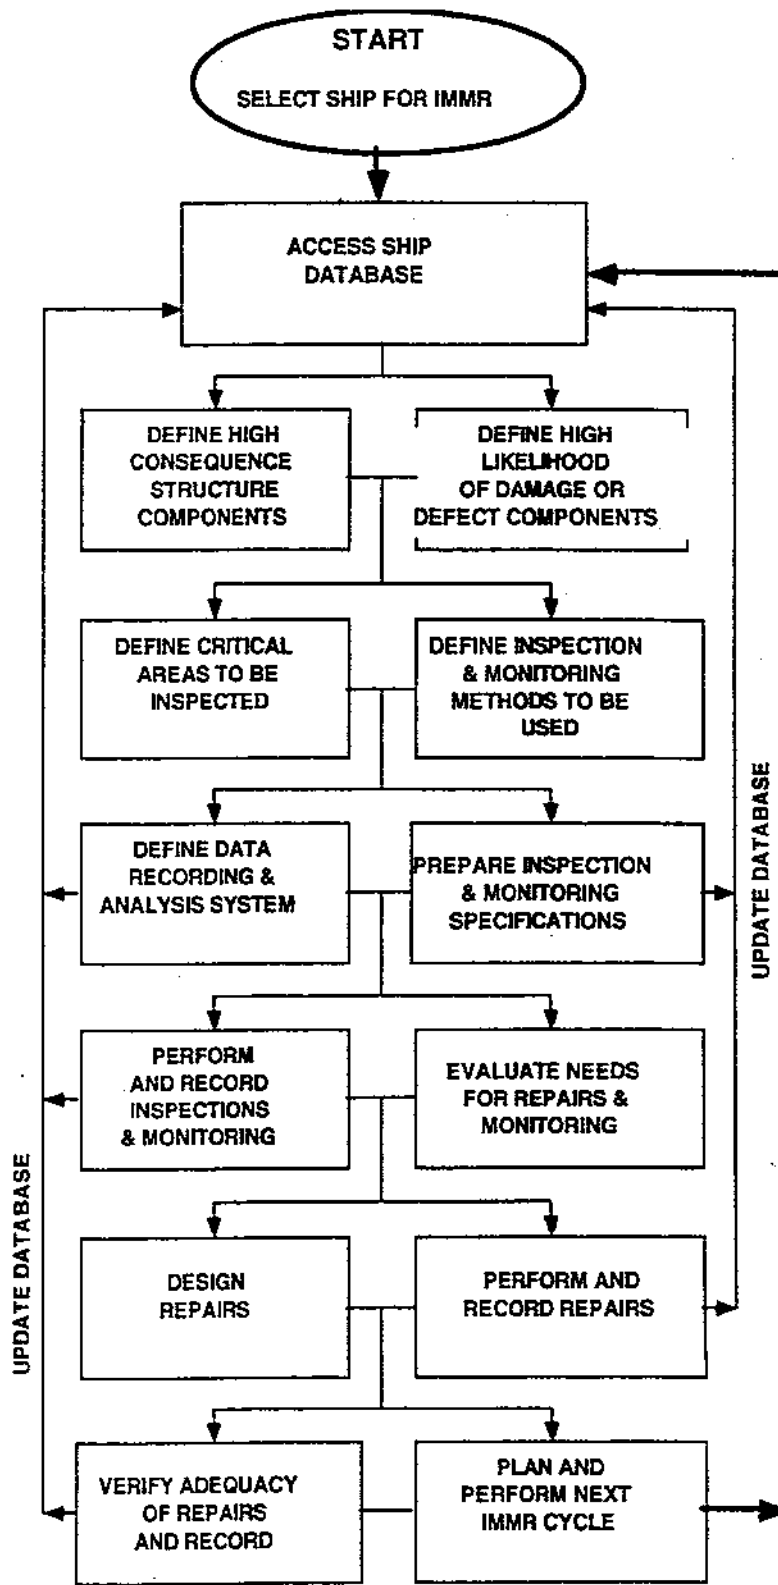 START
SELECT SHIP FOR IMMR
ACCESS SHIP
DATABASE
DEFINE HIGH
CONSEQUENCE
STRUCTURE
COMPONENTS
DEFINE HIGH
LIKELIHOOD
OF DAMAGE OR
DEFECT COMPONENTS
DEFINE CRITICAL
AREAS TO BE
INSPECTED
DEFINE INSPECTION
& MONITORING
METHODS TO BE
USED
DEFINE DATA
RECORDING &
ANALYSIS SYSTEM
PREPARE INSPECTION
& MONITORING
SPECIFICATIONS
UPDATE DATABASE
PERFORM
AND RECORD
INSPECTIONS
& MONITORING
EVALUATE NEEDS
FOR REPAIRS &
MONITORING
UPDATE DATABASE
DESIGN
REPAIRS
PERFORM AND
RECORD REPAIRS
VERIFY ADEQUACY
OF REPAIRS
AND RECORD
PLAN AND
PERFORM NEXT
IMMR CYCLE